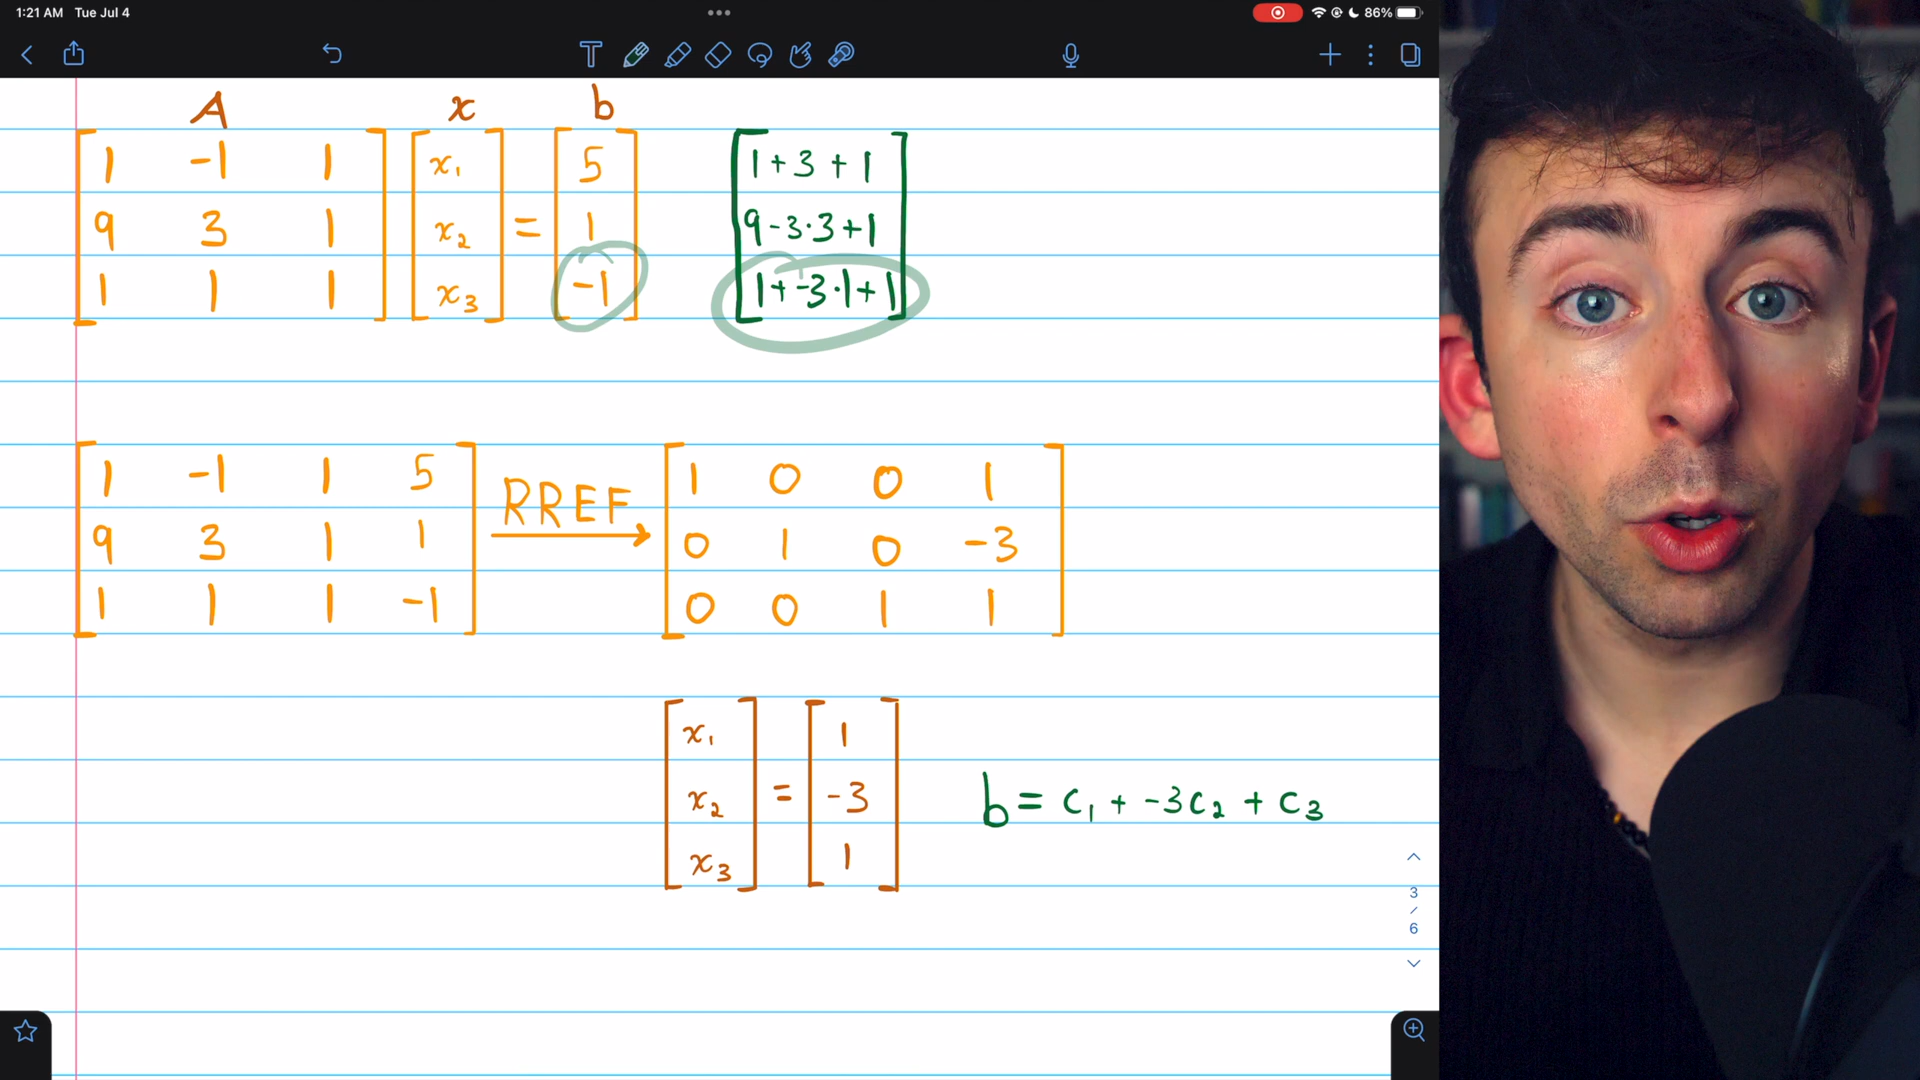 1:21 AM Tue Jul 4
86%
A x b
1 -1 1 x₁ 5 1+3+1
9 3 1 x₂ = 1 9-3·3+1
1 1 1 x₃ -1 1+-3·1+1
1 -1 1 5 RREF 1 0 0 1
9 3 1 1 0 1 0 -3
1 1 1 -1 0 0 1 1
x₁ 1
x₂ = -3 b = c₁ + -3c₂ + c₃
x₃ 1
3
/
6